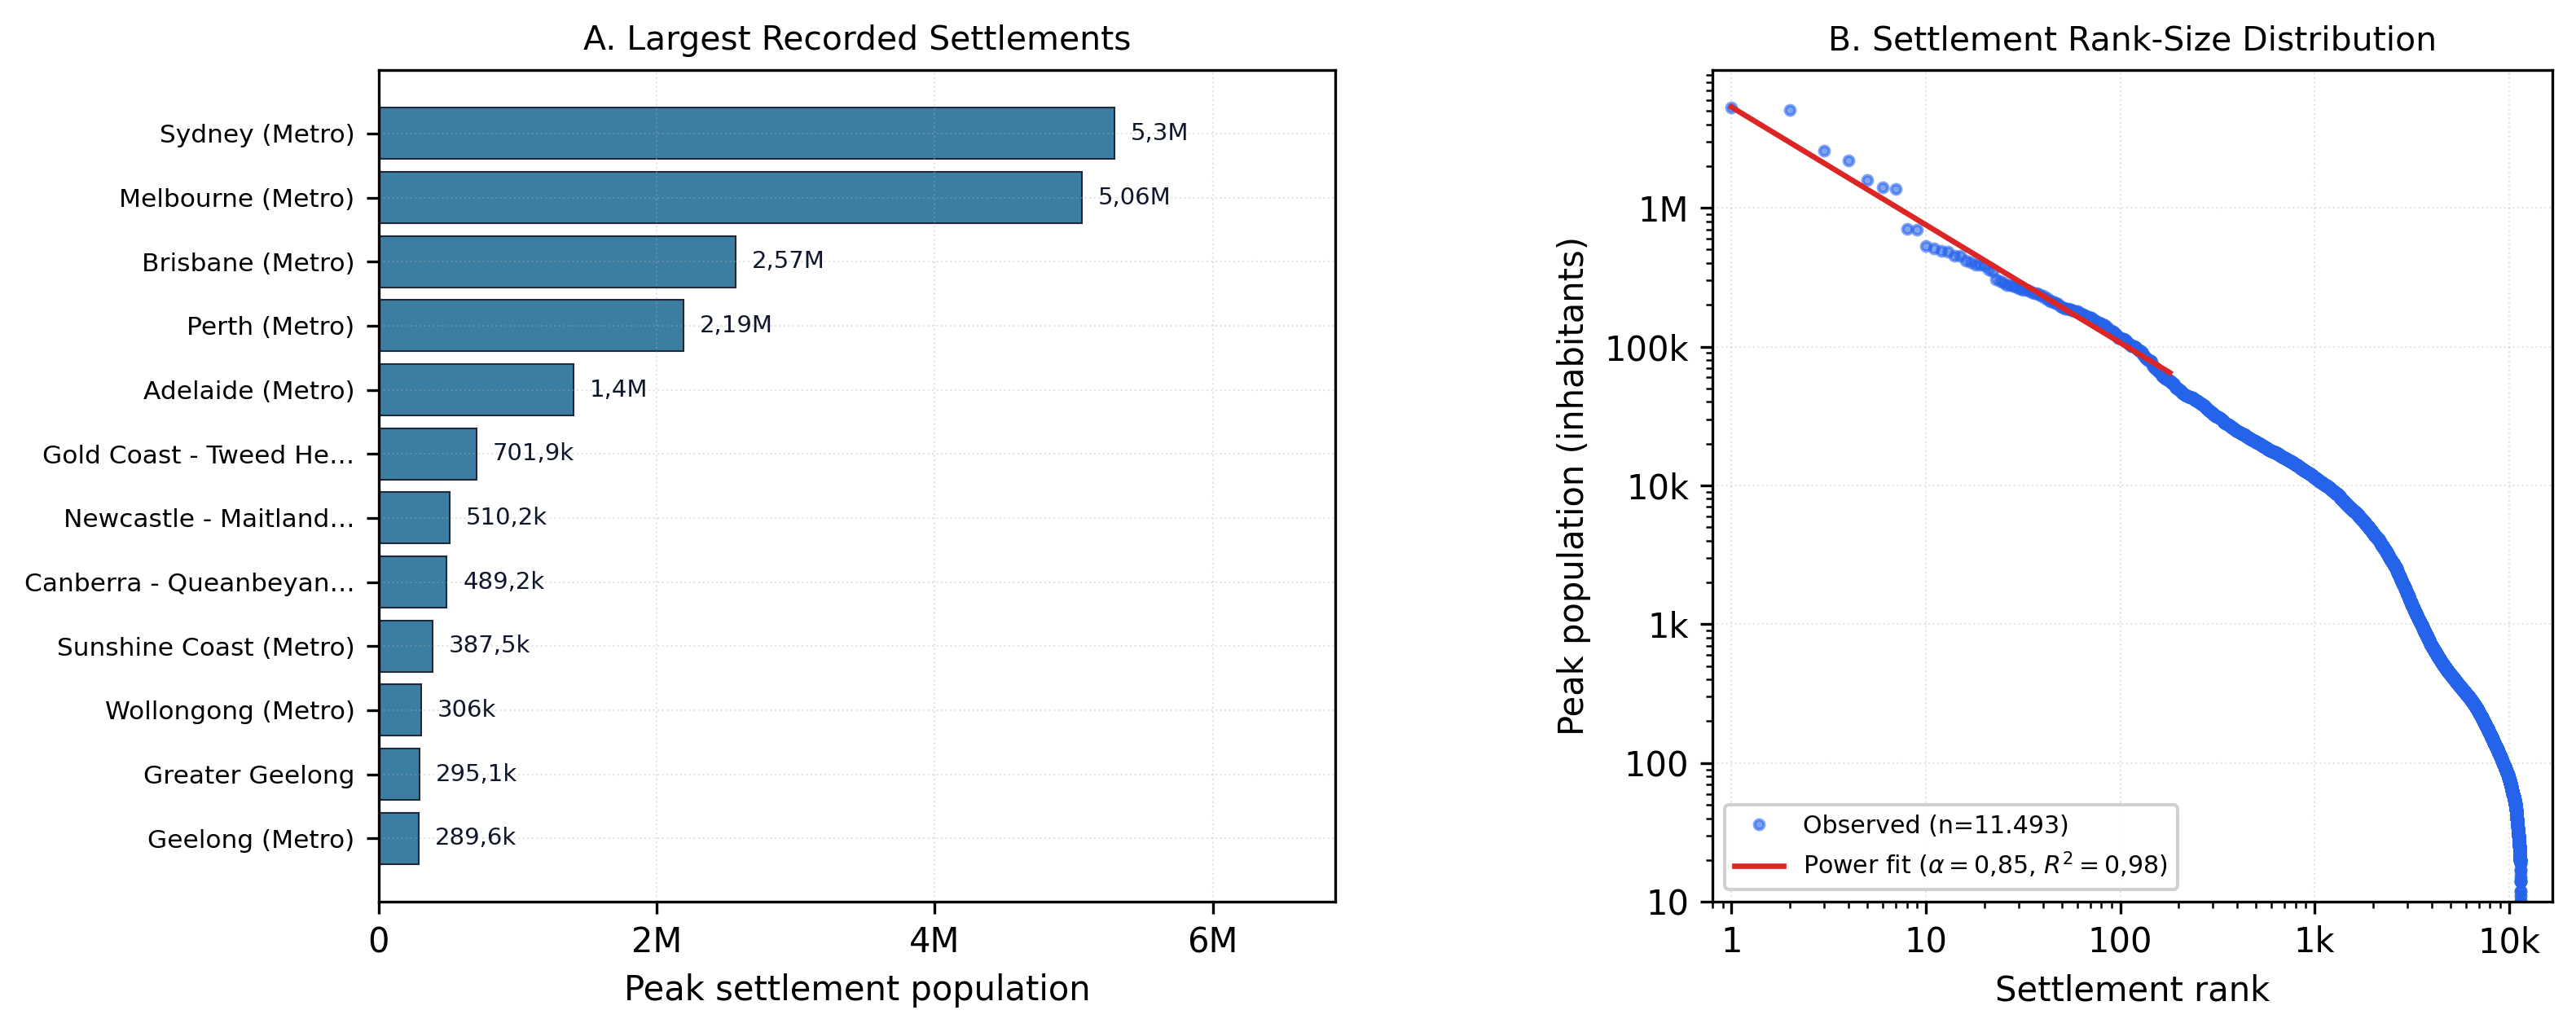 A. Largest Recorded Settlements
Sydney (Metro)
5,3M
Melbourne (Metro)
5,06M
Brisbane (Metro)
2,57M
Perth (Metro)
2,19M
Adelaide (Metro)
1,4M
Gold Coast - Tweed He...
701,9k
Newcastle - Maitland...
510,2k
Canberra - Queanbeyan...
489,2k
Sunshine Coast (Metro)
387,5k
Wollongong (Metro)
306k
Greater Geelong
295,1k
Geelong (Metro)
289,6k
0 2M 4M 6M
Peak settlement population
B. Settlement Rank-Size Distribution
Peak population (inhabitants)
1M
100k
10k
1k
100
10
Observed (n=11.493)
Power fit (α = 0,85, R² = 0,98)
1 10 100 1k 10k
Settlement rank